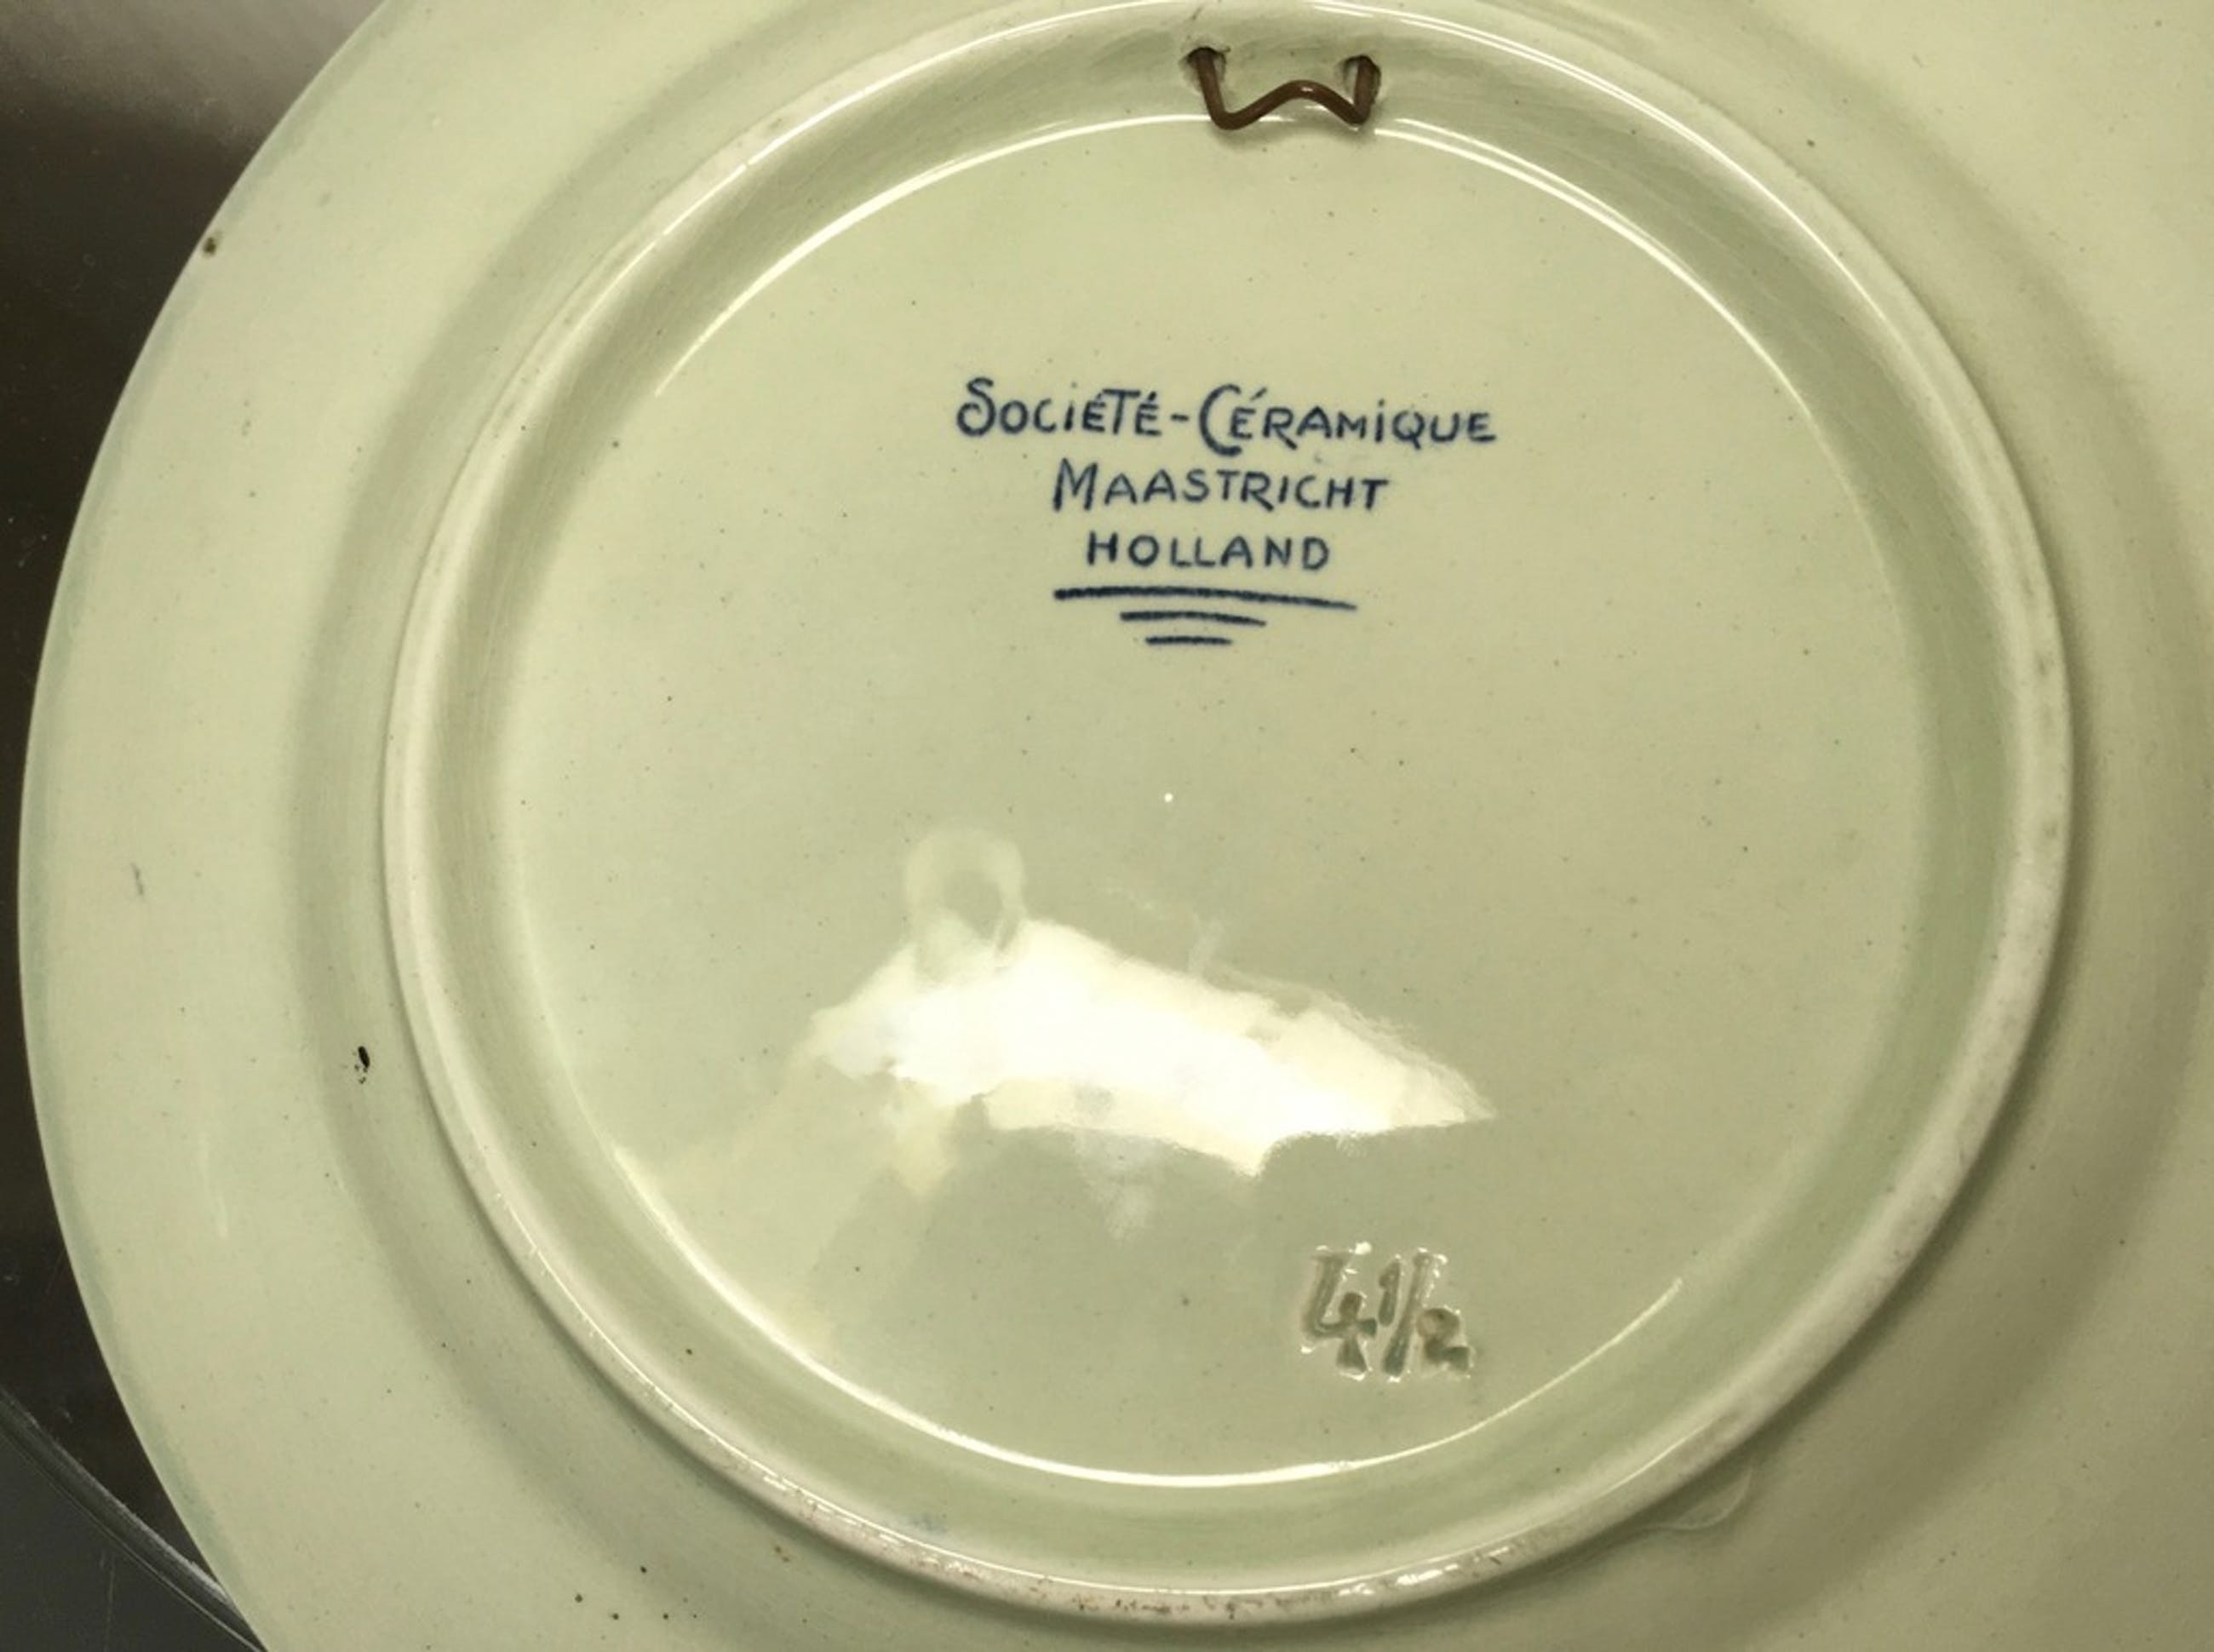 SOCiÉTÉ-CÉRAMiQUE
MAASTRICHT
HOLLAND
4 1/2